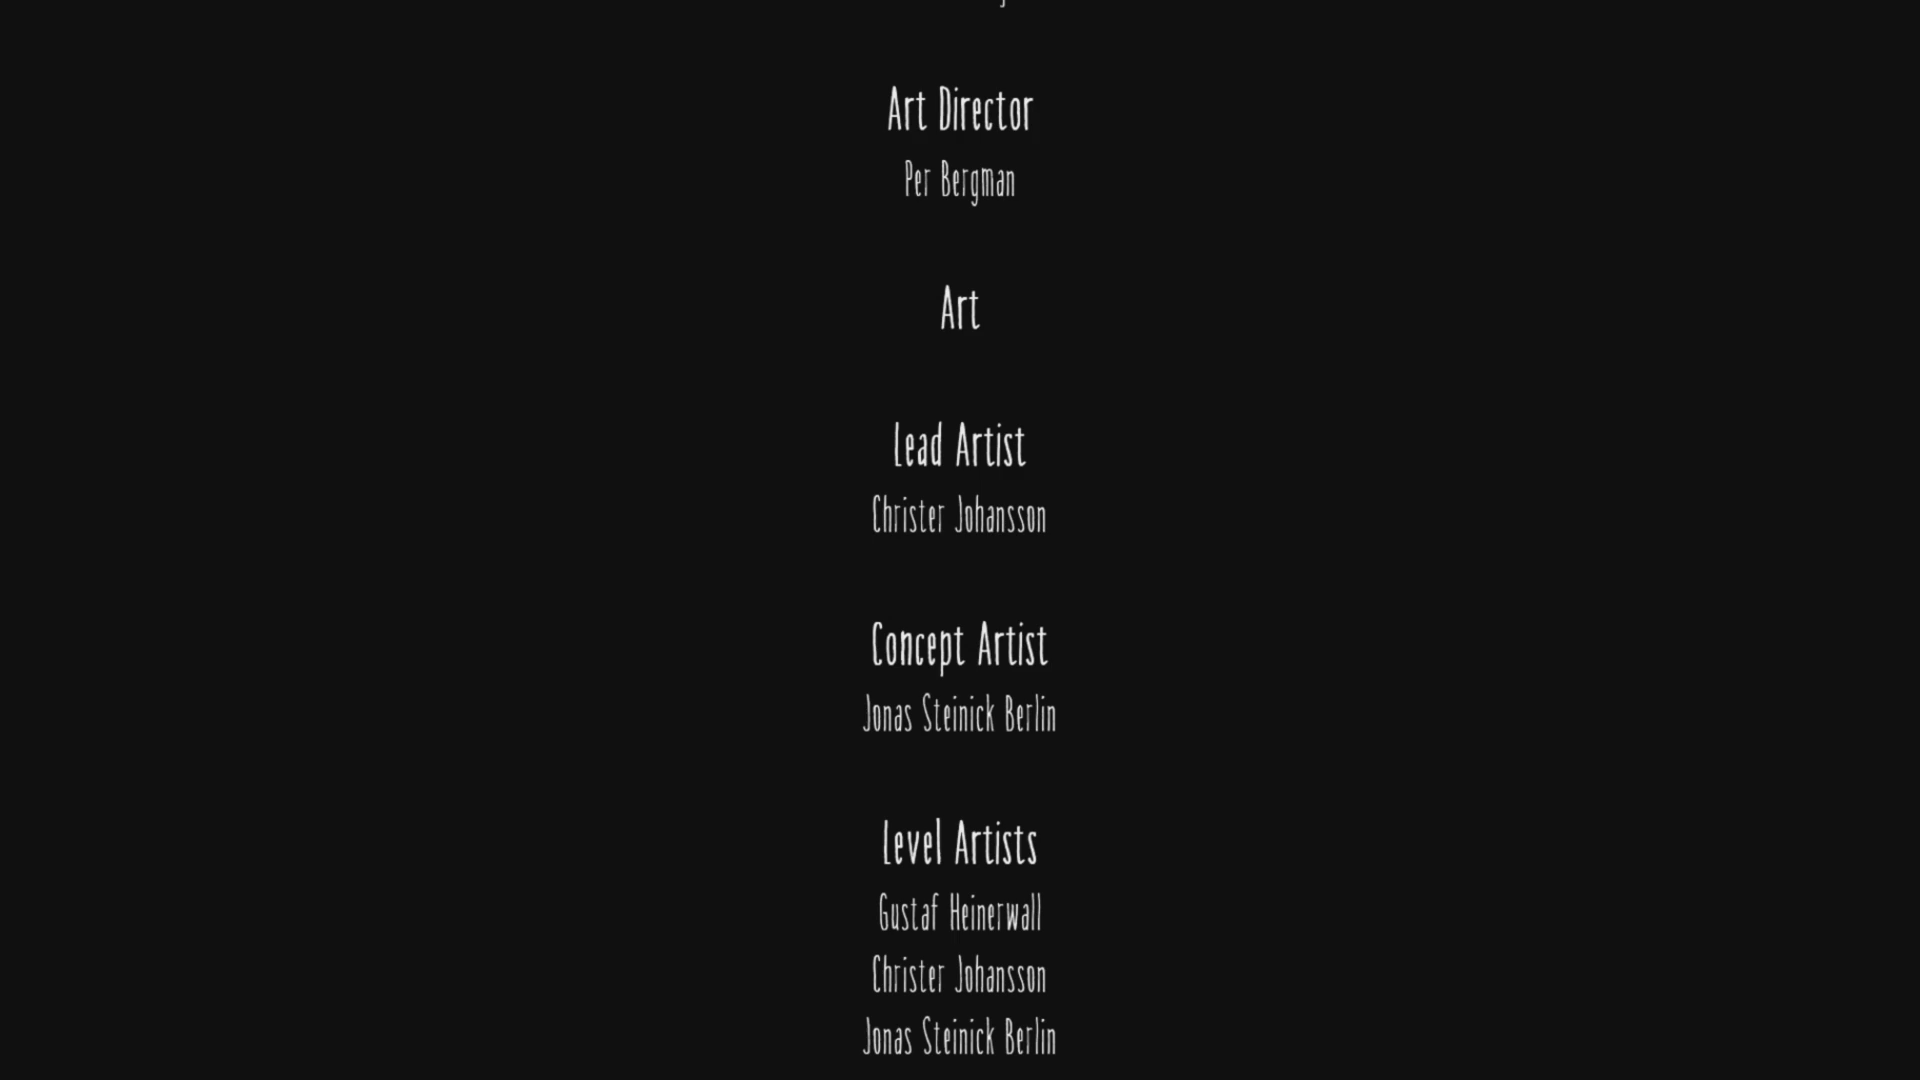 Art Director
Per Bergman
Art
Lead Artist
Christer Johansson
Concept Artist
Jonas Steinick Berlin
Level Artists
Gustaf Heinerwall
Christer Johansson
Jonas Steinick Berlin